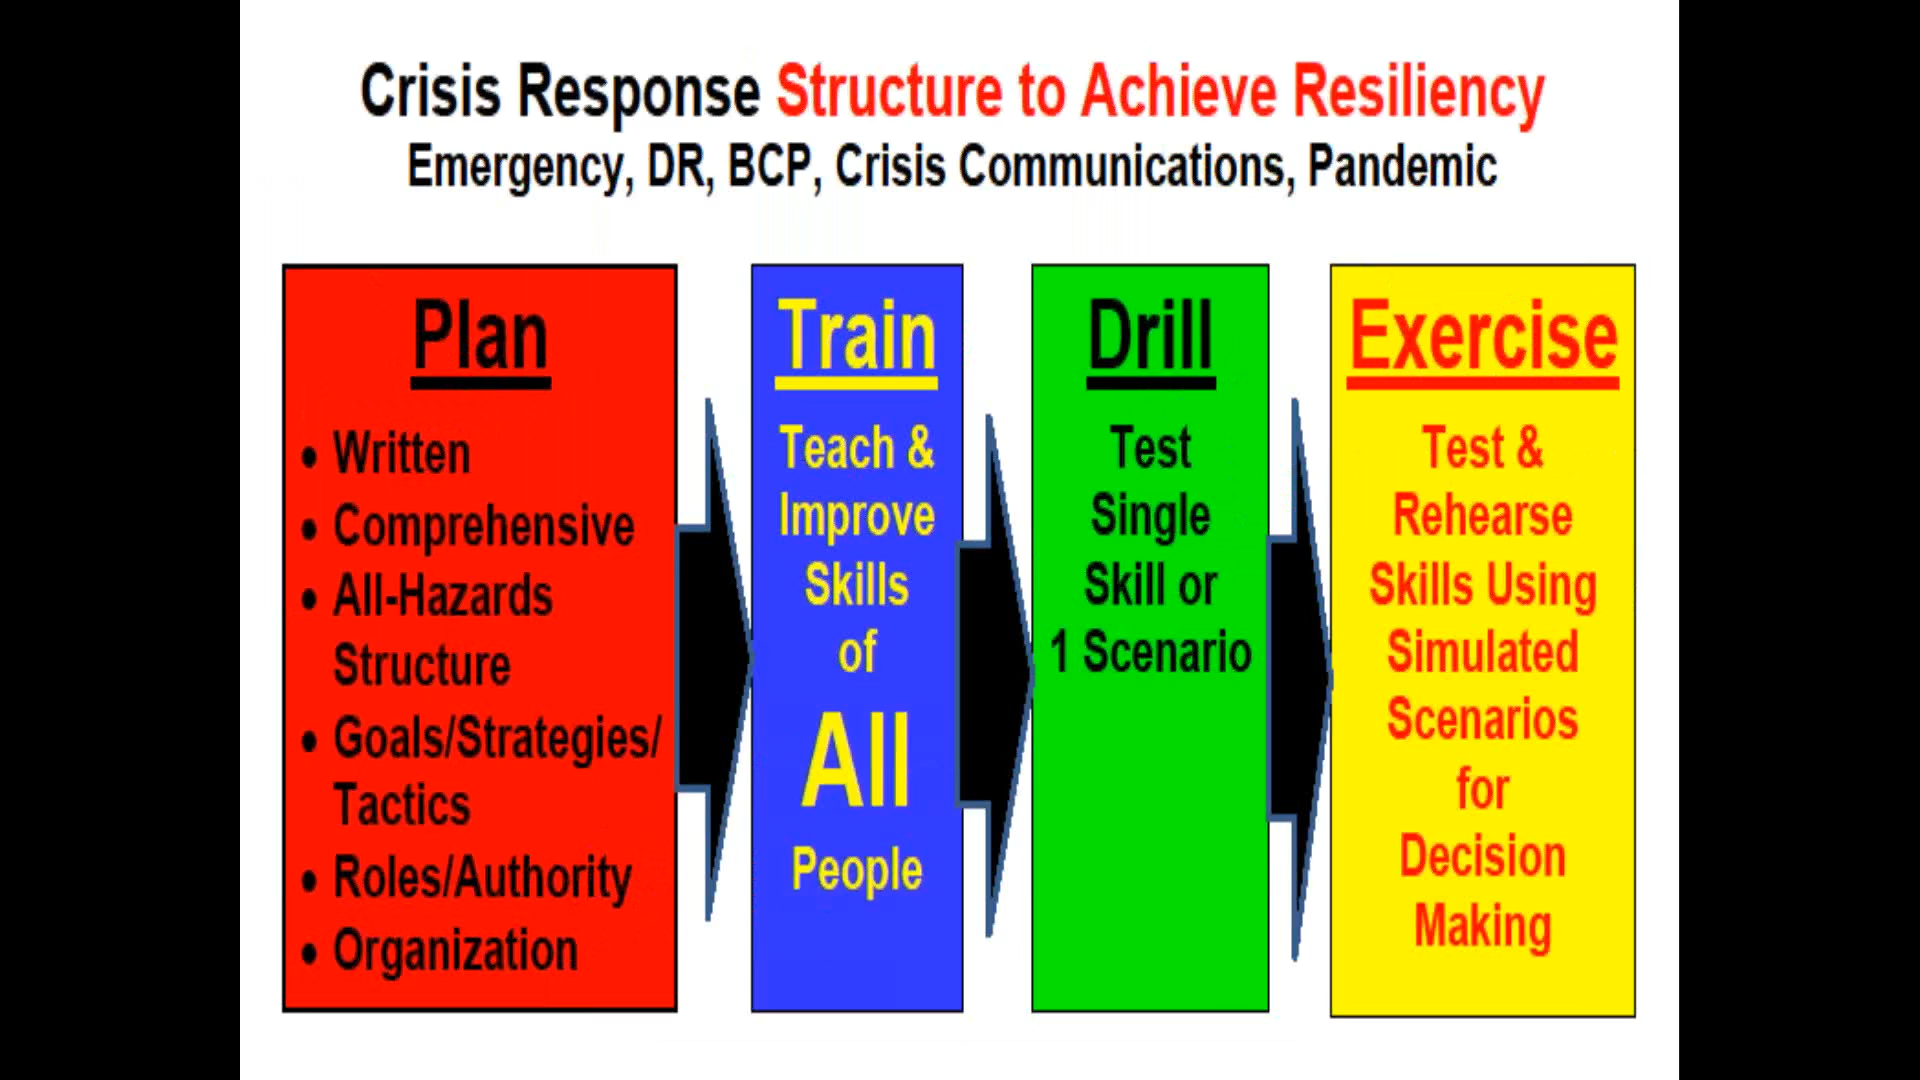 Crisis Response Structure to Achieve Resiliency
Emergency, DR, BCP, Crisis Communications, Pandemic
Plan
• Written
• Comprehensive
• All-Hazards
Structure
• Goals/Strategies/
Tactics
• Roles/Authority
• Organization
Train
Teach &
Improve
Skills
of
All
People
Drill
Test
Single
Skill or
1 Scenario
Exercise
Test &
Rehearse
Skills Using
Simulated
Scenarios
for
Decision
Making